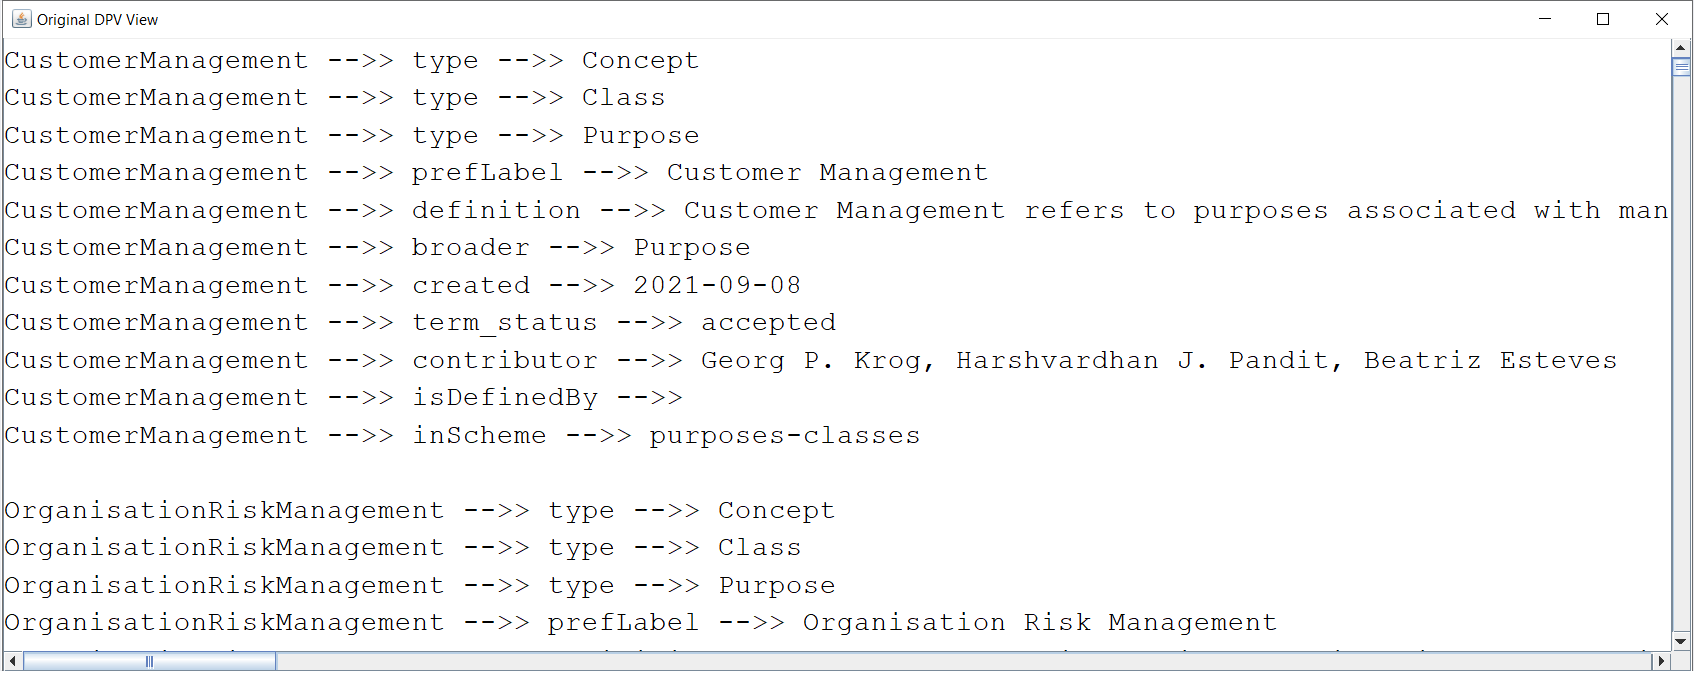 Original DPV View
CustomerManagement -->> type -->> Concept
CustomerManagement -->> type -->> Class
CustomerManagement -->> type -->> Purpose
CustomerManagement -->> prefLabel -->> Customer Management
CustomerManagement -->> definition -->> Customer Management refers to purposes associated with man
CustomerManagement -->> broader -->> Purpose
CustomerManagement -->> created -->> 2021-09-08
CustomerManagement -->> term_status -->> accepted
CustomerManagement -->> contributor -->> Georg P. Krog, Harshvardhan J. Pandit, Beatriz Esteves
CustomerManagement -->> isDefinedBy -->>
CustomerManagement -->> inScheme -->> purposes-classes
OrganisationRiskManagement -->> type -->> Concept
OrganisationRiskManagement -->> type -->> Class
OrganisationRiskManagement -->> type -->> Purpose
OrganisationRiskManagement -->> prefLabel -->> Organisation Risk Management